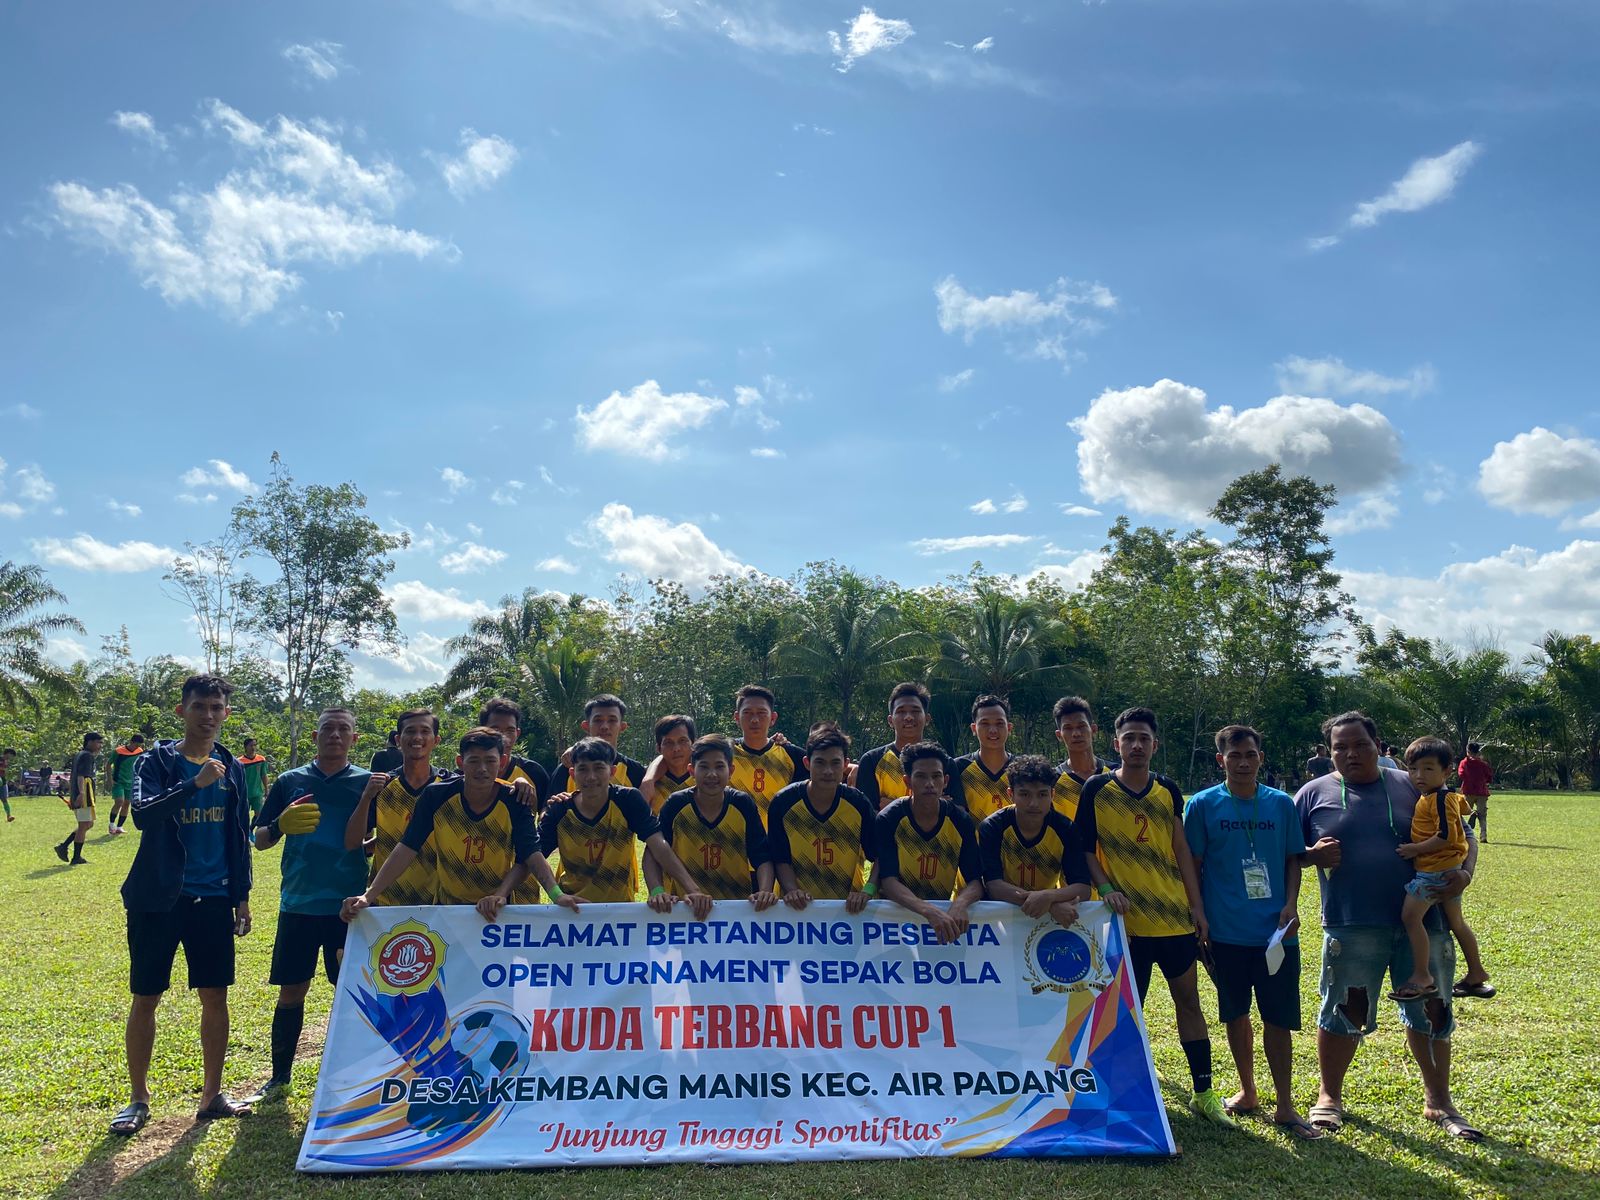 SELAMAT BERTANDING PESERTA
OPEN TURNAMENT SEPAK BOLA
KUDA TERBANG CUP 1
DESA KEMBANG MANIS KEC. AIR PADANG
"Junjung Tingggi Sportifitas"
8
13
17
18
15
10
11
2
Reebok